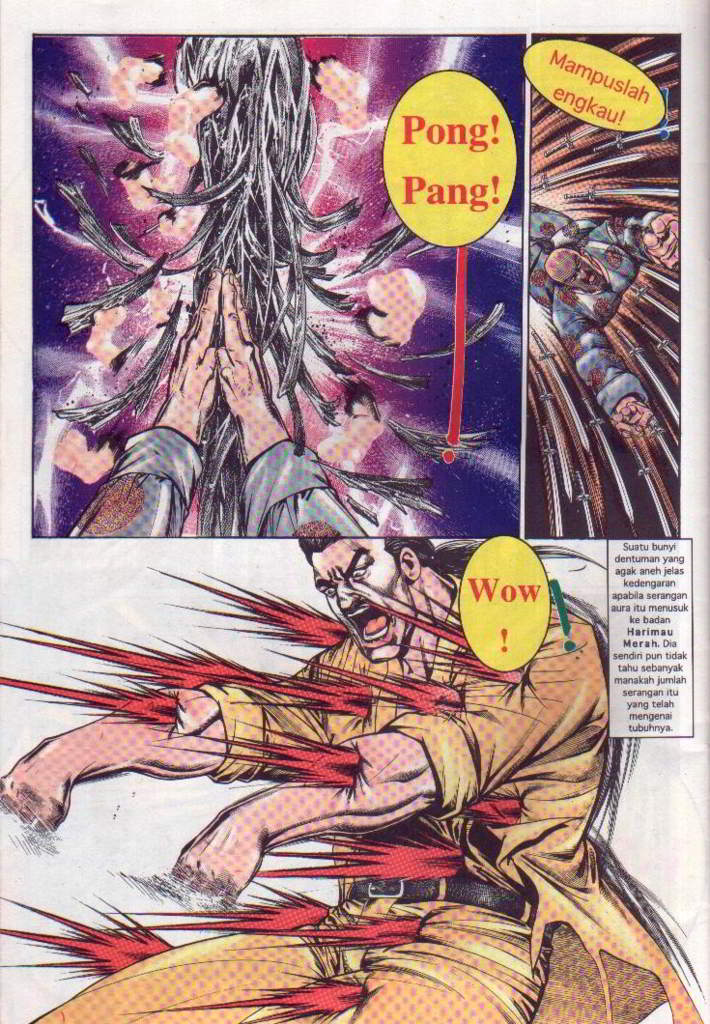 Pong!
Pang!
Mampuslah
engkau!
Wow
!
Suatu bunyi
dentuman yang
agak aneh jelas
kedengaran
apabila serangan
aura itu menusuk
ke badan
Harimau
Merah. Dia
sendiri pun tidak
tahu sebanyak
manakah jumlah
serangan itu
yang telah
mengenai
tubuhnya.